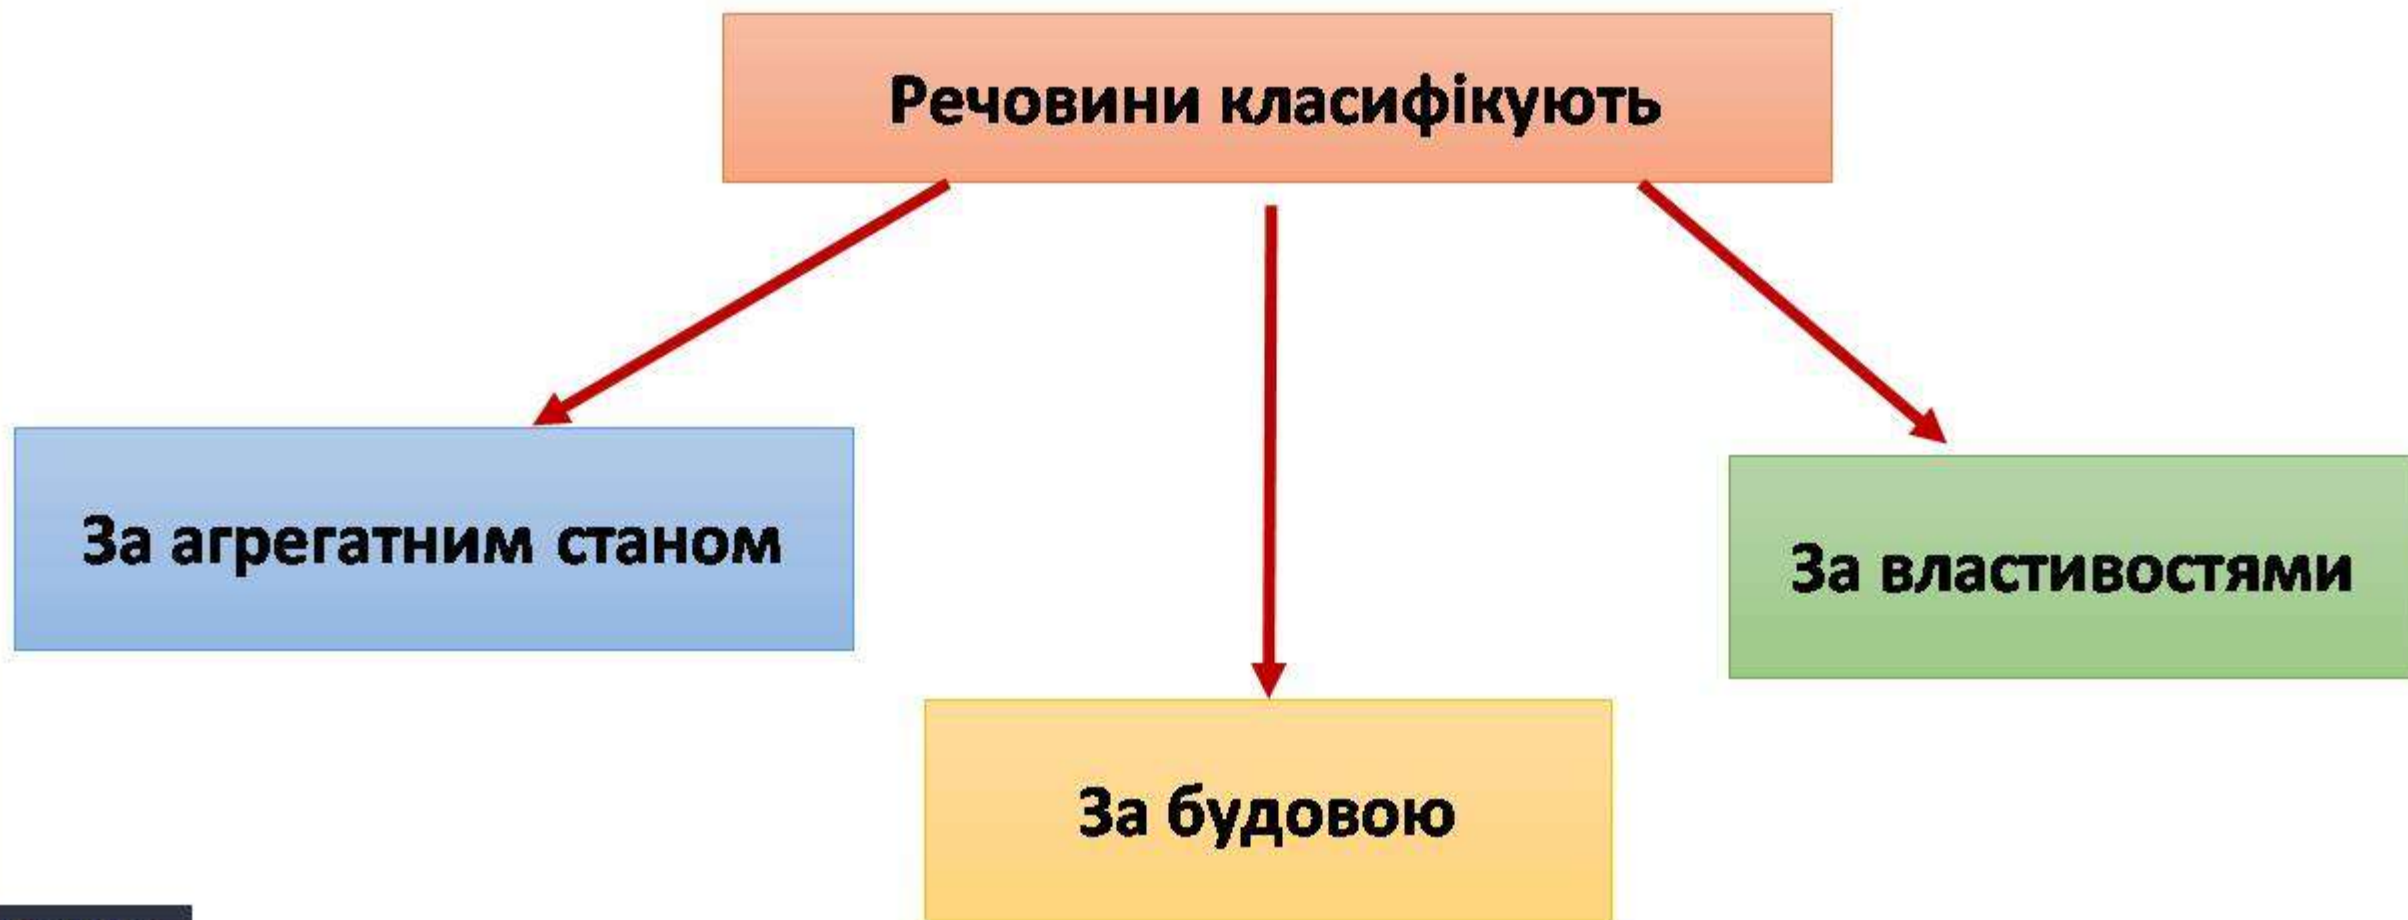 Речовини класифікують
За агрегатним станом
За властивостями
За будовою